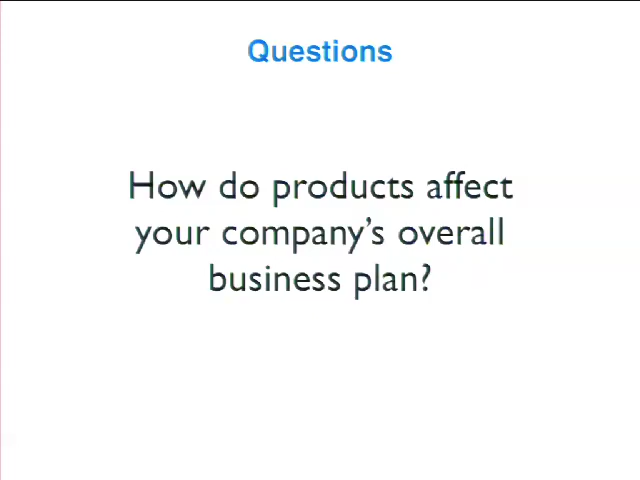 Questions
How do products affect
your company's overall
business plan?